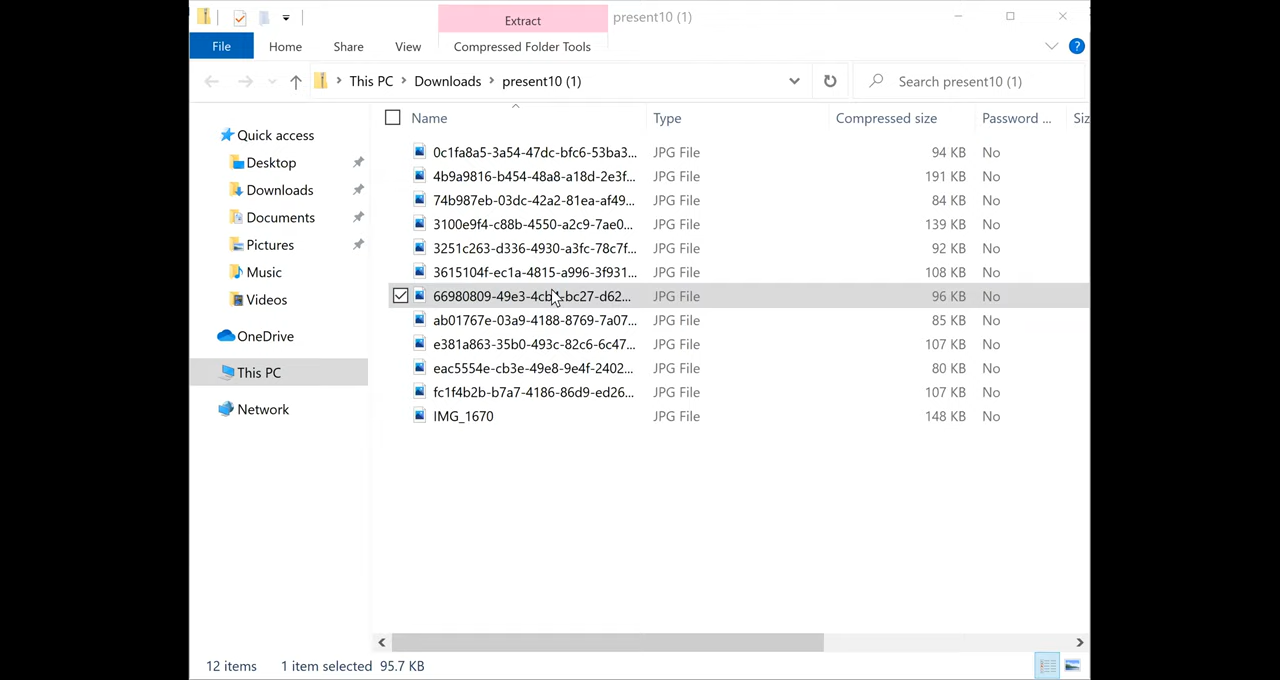 Extract
present10 (1)
File
Home
Share
View
Compressed Folder Tools
?
This PC
Downloads
present10 (1)
Search present10 (1)
Name
Type
Compressed size
Password ...
Siz
Quick access
Desktop
Downloads
Documents
Pictures
Music
Videos
OneDrive
This PC
Network
0c1fa8a5-3a54-47dc-bfc6-53ba3... JPG File 94 KB No
4b9a9816-b454-48a8-a18d-2e3f... JPG File 191 KB No
74b987eb-03dc-42a2-81ea-af49... JPG File 84 KB No
3100e9f4-c88b-4550-a2c9-7ae0... JPG File 139 KB No
3251c263-d336-4930-a3fc-78c7f... JPG File 92 KB No
3615104f-ec1a-4815-a996-3f931... JPG File 108 KB No
JPG File 96 KB No
ab01767e-03a9-4188-8769-7a07... JPG File 85 KB No
e381a863-35b0-493c-82c6-6c47... JPG File 107 KB No
eac5554e-cb3e-49e8-9e4f-2402... JPG File 80 KB No
fc1f4b2b-b7a7-4186-86d9-ed26... JPG File 107 KB No
IMG_1670 JPG File 148 KB No
12 items 1 item selected 95.7 KB